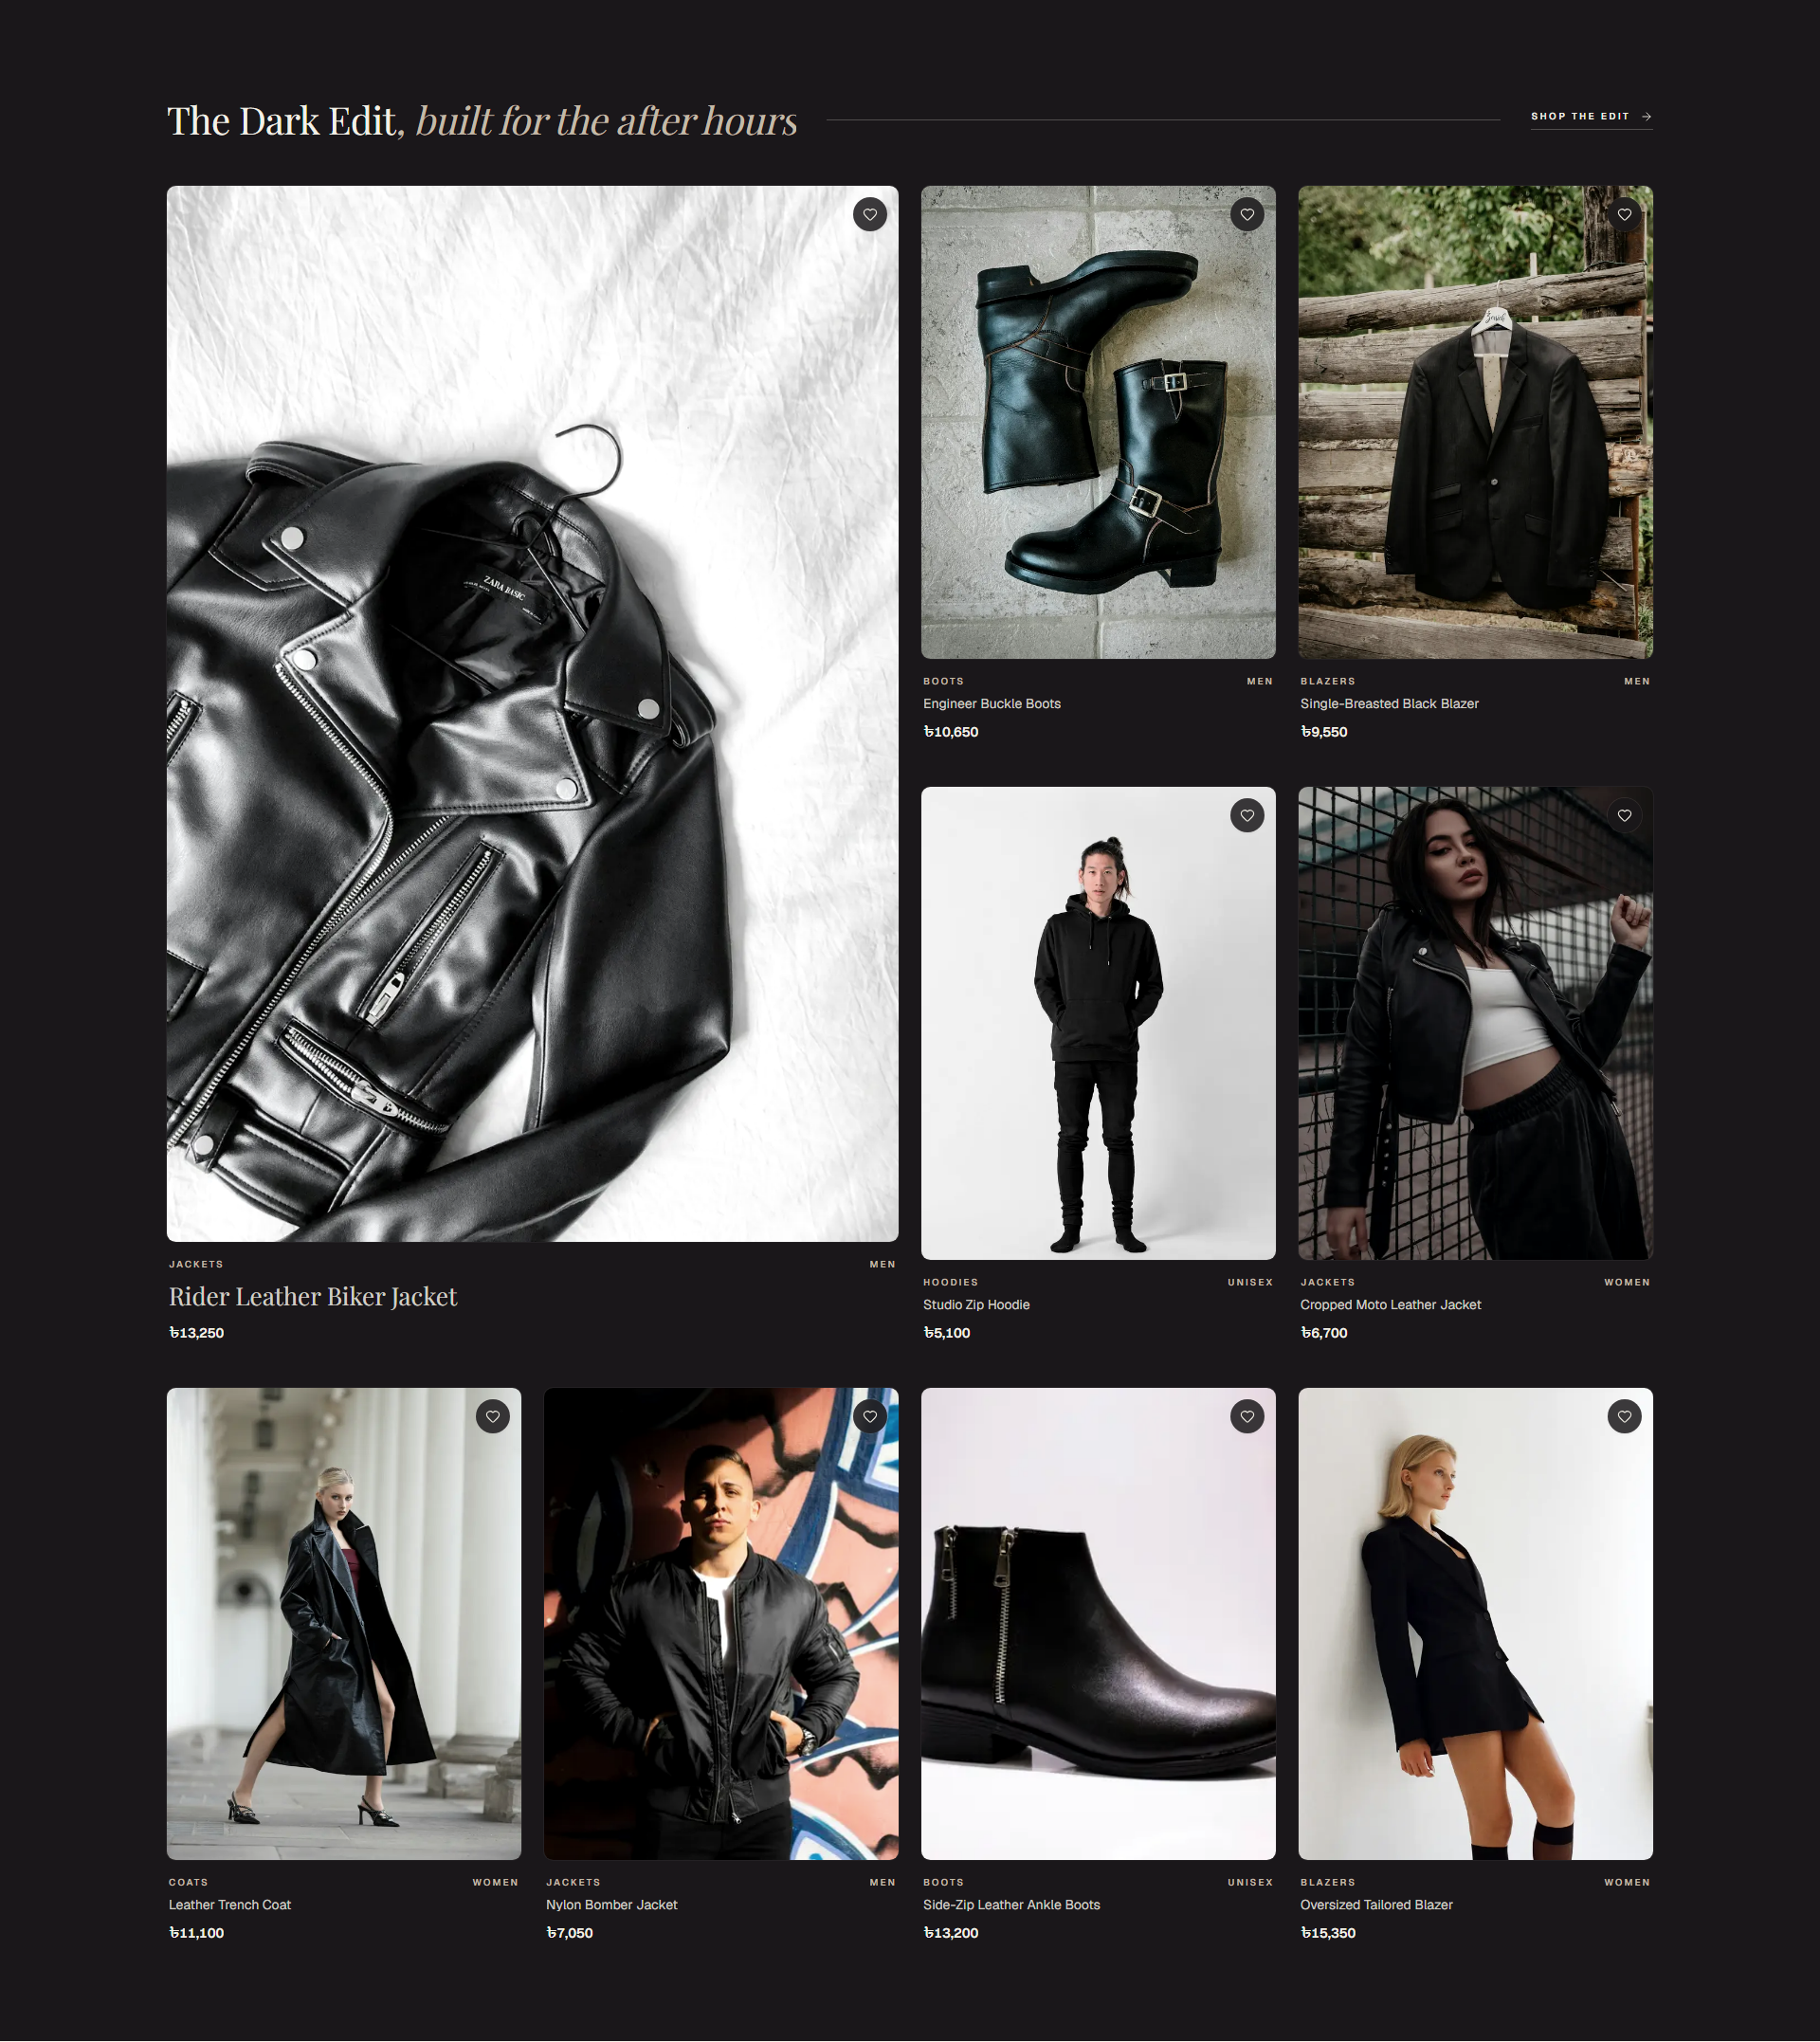 The Dark Edit, built for the after hours
SHOP THE EDIT →
ZARA BASIC
JACKETS MEN
Rider Leather Biker Jacket
৳13,250
BOOTS MEN
Engineer Buckle Boots
৳10,650
BLAZERS MEN
Single-Breasted Black Blazer
৳9,550
HOODIES UNISEX
Studio Zip Hoodie
৳5,100
JACKETS WOMEN
Cropped Moto Leather Jacket
৳6,700
COATS WOMEN
Leather Trench Coat
৳11,100
JACKETS MEN
Nylon Bomber Jacket
৳7,050
BOOTS UNISEX
Side-Zip Leather Ankle Boots
৳13,200
BLAZERS WOMEN
Oversized Tailored Blazer
৳15,350